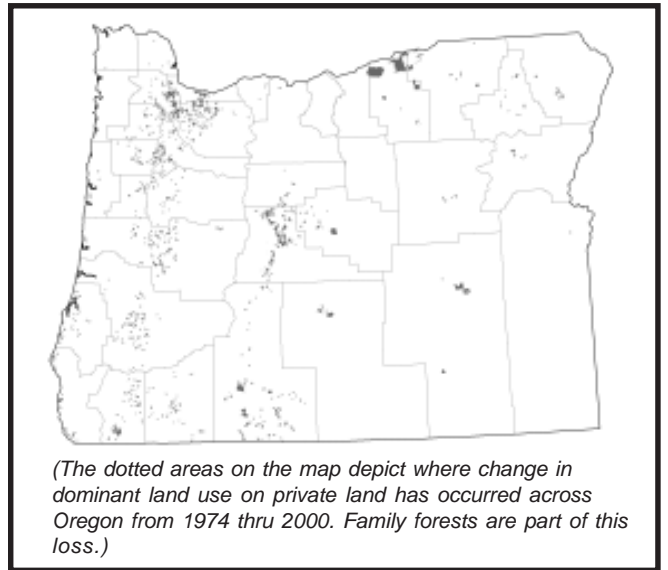 (The dotted areas on the map depict where change in
dominant land use on private land has occurred across
Oregon from 1974 thru 2000. Family forests are part of this
loss.)